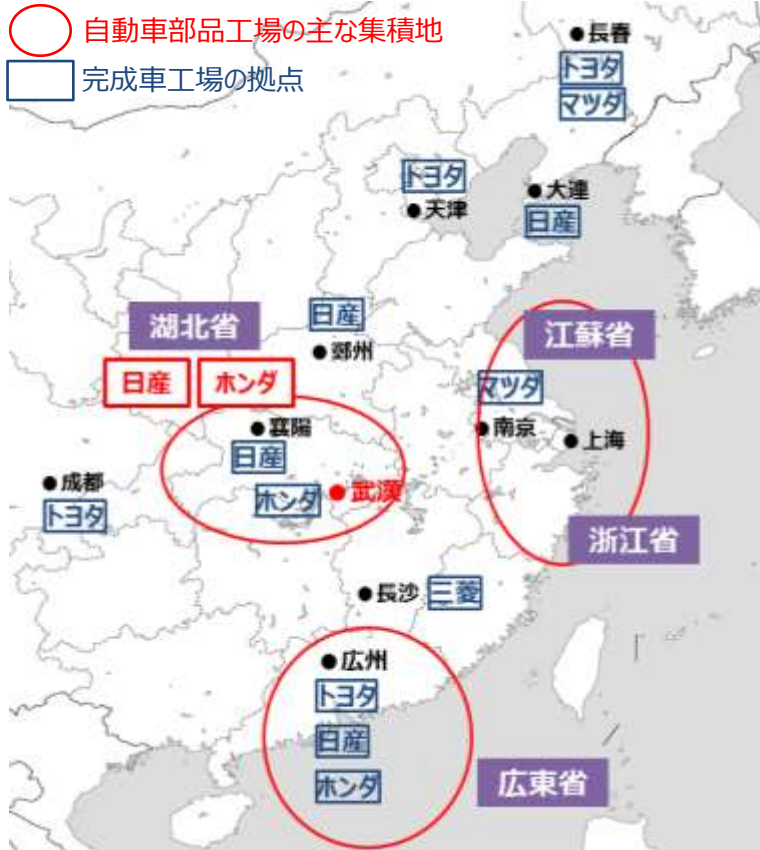 自動車部品工場の主な集積地
完成車工場の拠点
●長春
トヨタ
マツダ
トヨタ
●天津
●大連
日産
湖北省
日産
●鄭州
江蘇省
日産 ホンダ
マツダ
●襄陽
日産
●南京
●上海
●成都
トヨタ
ホンダ
●武漢
浙江省
●長沙 三菱
●広州
トヨタ
日産
ホンダ
広東省